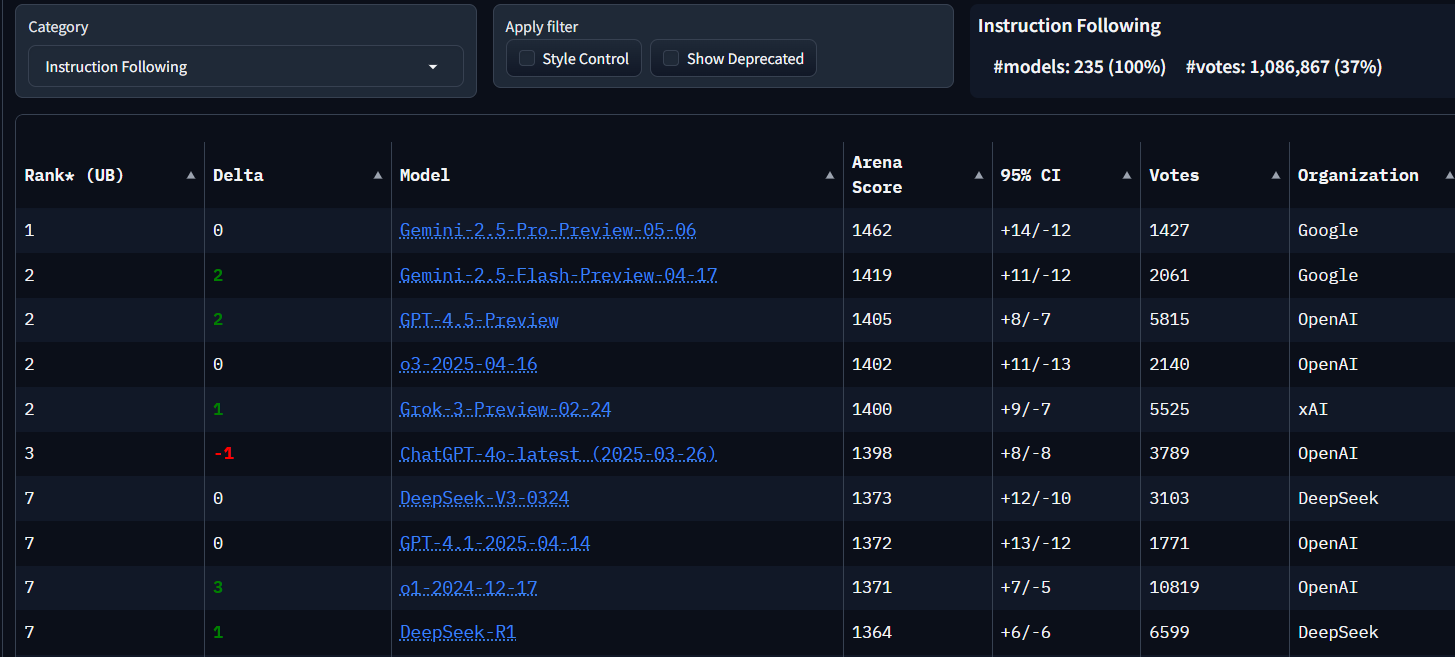 Category
Instruction Following
Apply filter
Style Control Show Deprecated
Instruction Following
#models: 235 (100%) #votes: 1,086,867 (37%)
Rank* (UB) Delta Model Arena Score 95% CI Votes Organization
1 0 Gemini-2.5-Pro-Preview-05-06 1462 +14/-12 1427 Google
2 2 Gemini-2.5-Flash-Preview-04-17 1419 +11/-12 2061 Google
2 2 GPT-4.5-Preview 1405 +8/-7 5815 OpenAI
2 0 o3-2025-04-16 1402 +11/-13 2140 OpenAI
2 1 Grok-3-Preview-02-24 1400 +9/-7 5525 xAI
3 -1 ChatGPT-4o-latest (2025-03-26) 1398 +8/-8 3789 OpenAI
7 0 DeepSeek-V3-0324 1373 +12/-10 3103 DeepSeek
7 0 GPT-4.1-2025-04-14 1372 +13/-12 1771 OpenAI
7 3 o1-2024-12-17 1371 +7/-5 10819 OpenAI
7 1 DeepSeek-R1 1364 +6/-6 6599 DeepSeek